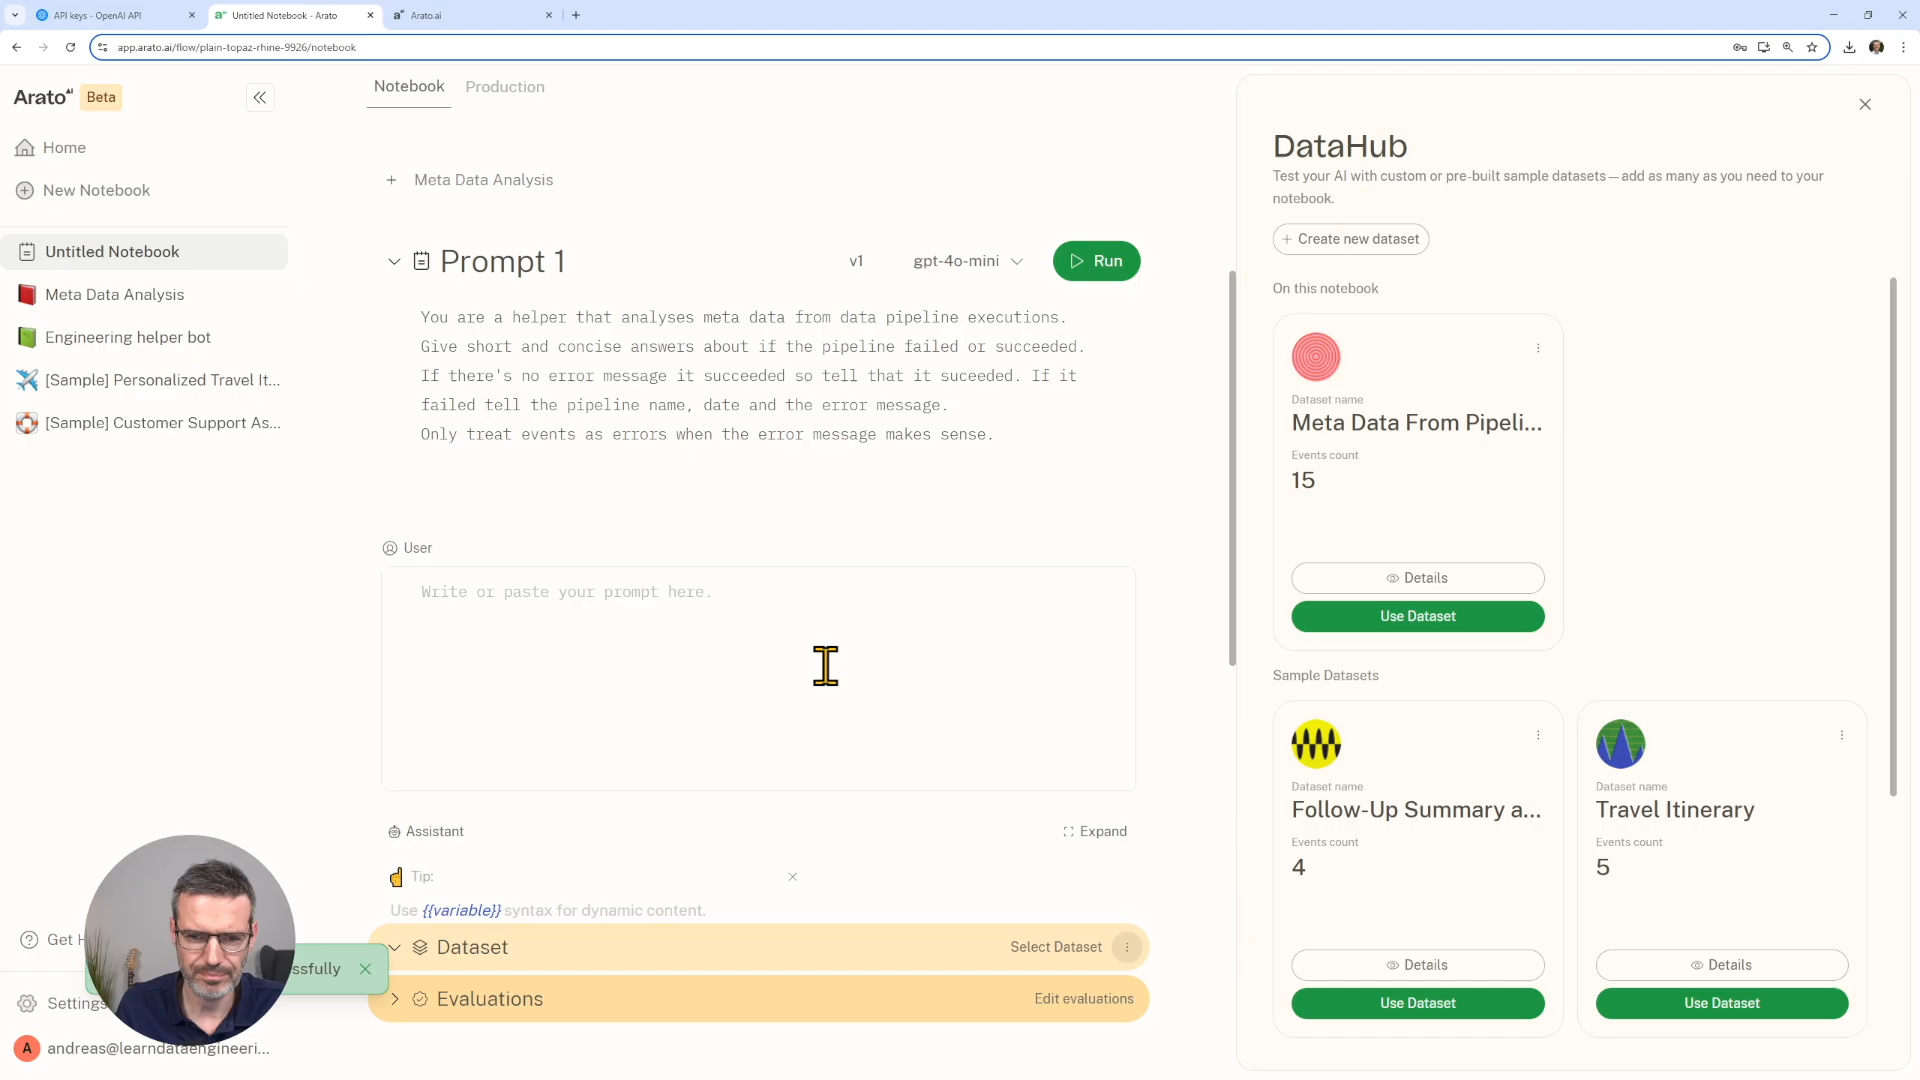 API keys - OpenAI API
Untitled Notebook - Arato
Arato.ai
app.arato.ai/flow/plain-topaz-rhine-9926/notebook
Arato AI
Beta
Home
New Notebook
Untitled Notebook
Meta Data Analysis
Engineering helper bot
[Sample] Personalized Travel It...
[Sample] Customer Support As...
Get
ssfully
Settings
A
andreas@learndataengineeri...
Notebook
Production
+ Meta Data Analysis
Prompt 1
v1
gpt-4o-mini
Run
You are a helper that analyses meta data from data pipeline executions.
Give short and concise answers about if the pipeline failed or succeeded.
If there's no error message it succeeded so tell that it suceeded. If it
failed tell the pipeline name, date and the error message.
Only treat events as errors when the error message makes sense.
User
Write or paste your prompt here.
Assistant
Expand
Tip:
Use {{variable}} syntax for dynamic content.
Dataset
Select Dataset
Evaluations
Edit evaluations
DataHub
Test your AI with custom or pre-built sample datasets—add as many as you need to your
notebook.
+ Create new dataset
On this notebook
Dataset name
Meta Data From Pipeli...
Events count
15
Details
Use Dataset
Sample Datasets
Dataset name
Follow-Up Summary a...
Events count
4
Details
Use Dataset
Dataset name
Travel Itinerary
Events count
5
Details
Use Dataset